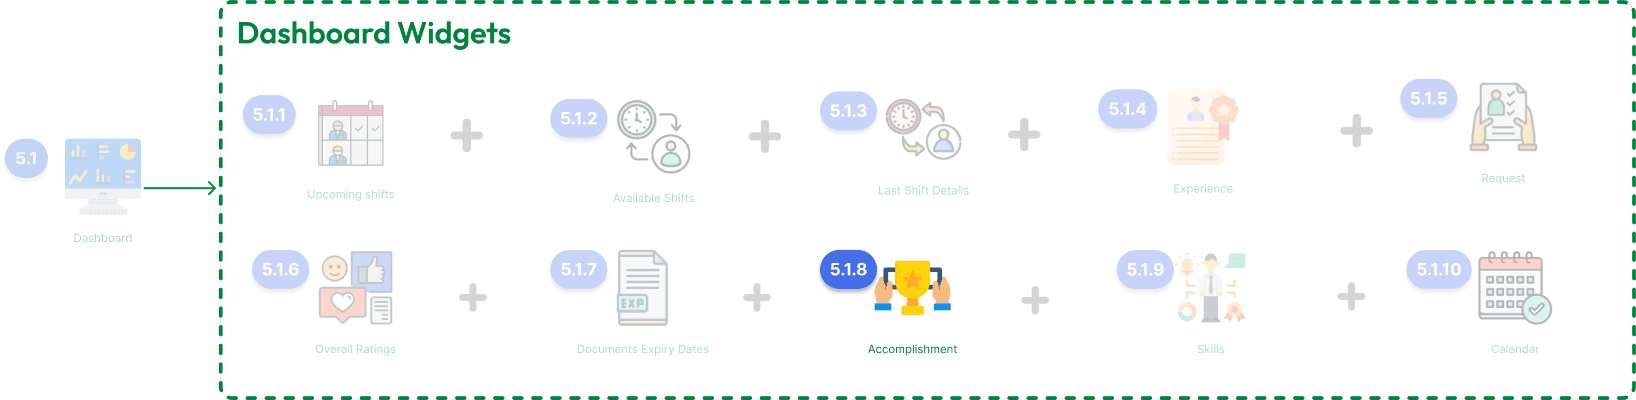 Dashboard Widgets
5.1
Dashboard
5.1.1
Upcoming shifts
5.1.2
Available Shifts
5.1.3
Last Shift Details
5.1.4
Experience
5.1.5
Request
5.1.6
Overall Ratings
5.1.7
EXP
Documents Expiry Dates
5.1.8
Accomplishment
5.1.9
Skills
5.1.10
Calendar